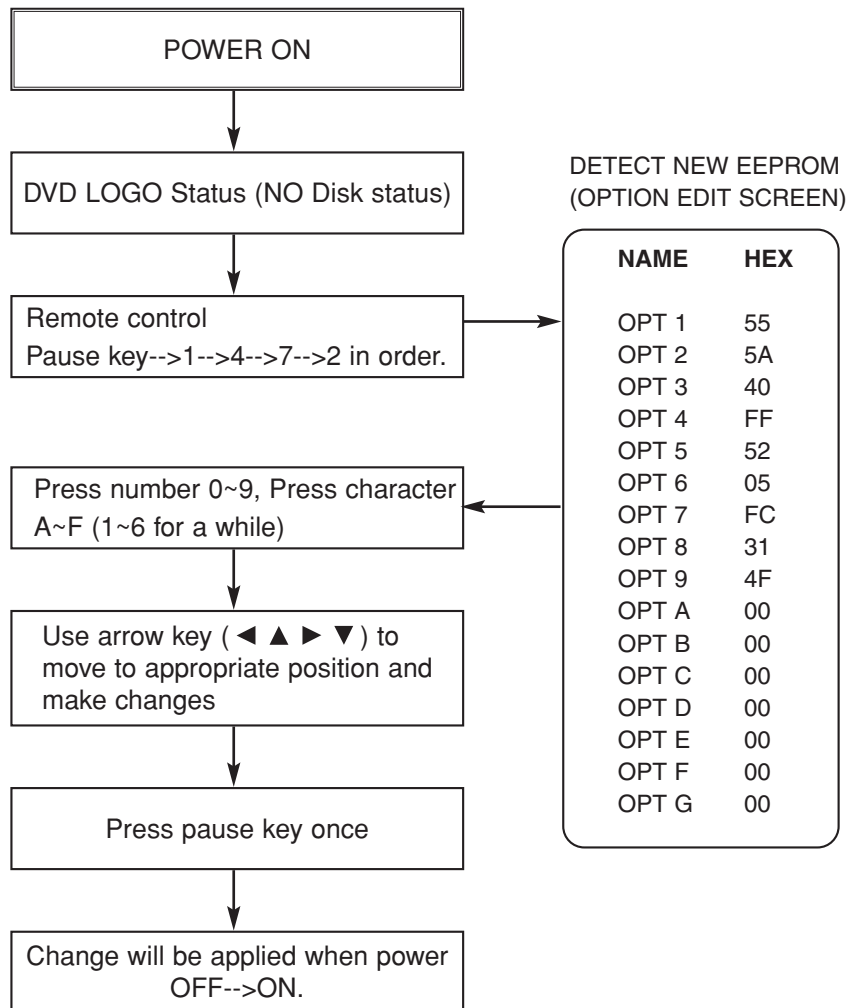 POWER ON
DVD LOGO Status (NO Disk status)
Remote control
Pause key-->1-->4-->7-->2 in order.
DETECT NEW EEPROM
(OPTION EDIT SCREEN)
NAME HEX
OPT 1 55
OPT 2 5A
OPT 3 40
OPT 4 FF
OPT 5 52
OPT 6 05
OPT 7 FC
OPT 8 31
OPT 9 4F
OPT A 00
OPT B 00
OPT C 00
OPT D 00
OPT E 00
OPT F 00
OPT G 00
Press number 0~9, Press character
A~F (1~6 for a while)
Use arrow key ( ◀ ▲ ▶ ▼ ) to
move to appropriate position and
make changes
Press pause key once
Change will be applied when power
OFF-->ON.